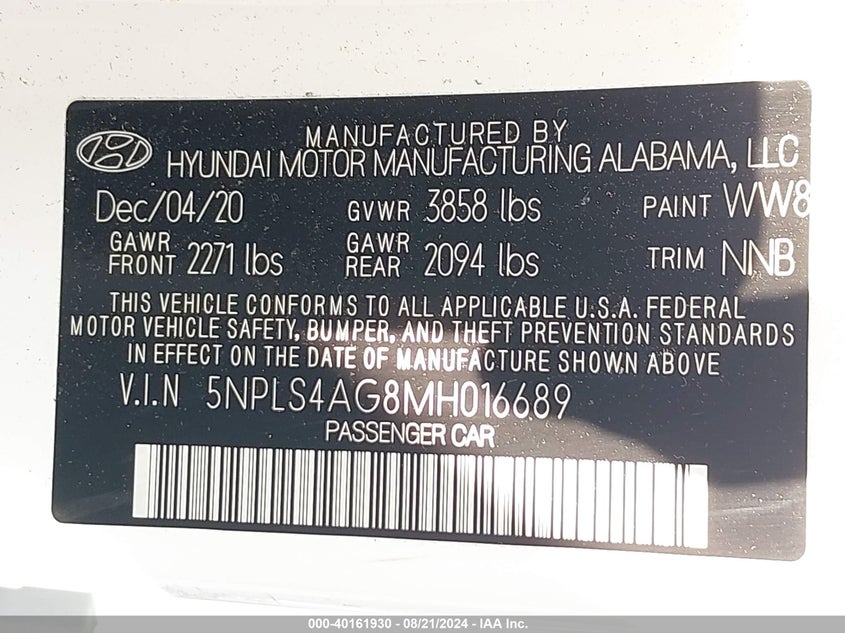 MANUFACTURED BY
HYUNDAI MOTOR MANUFACTURING ALABAMA, LLC
Dec/04/20 GVWR 3858 lbs PAINT WW8
GAWR FRONT 2271 lbs GAWR REAR 2094 lbs TRIM NNB
THIS VEHICLE CONFORMS TO ALL APPLICABLE U.S.A. FEDERAL
MOTOR VEHICLE SAFETY, BUMPER, AND THEFT PREVENTION STANDARDS
IN EFFECT ON THE DATE OF MANUFACTURE SHOWN ABOVE
V.I.N 5NPLS4AG8MH016689
PASSENGER CAR
000-40161930 - 08/21/2024 - IAA Inc.